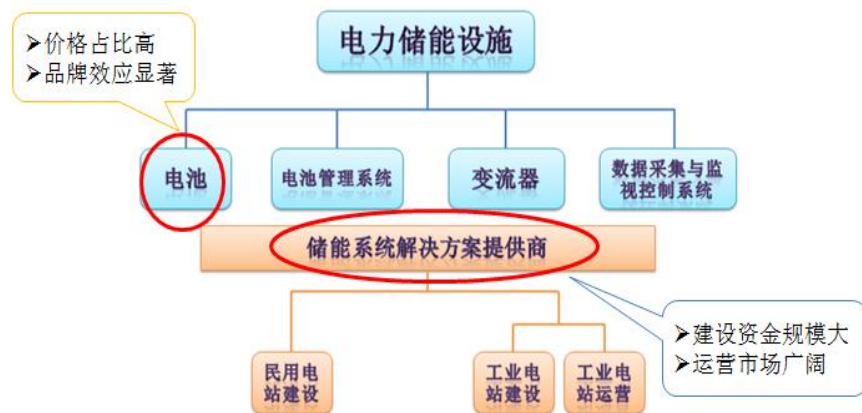 电力储能设施
➢价格占比高
➢品牌效应显著
电池
电池管理系统
变流器
数据采集与监
视控制系统
储能系统解决方案提供商
➢建设资金规模大
➢运营市场广阔
民用电
站建设
工业电
站建设
工业电
站运营